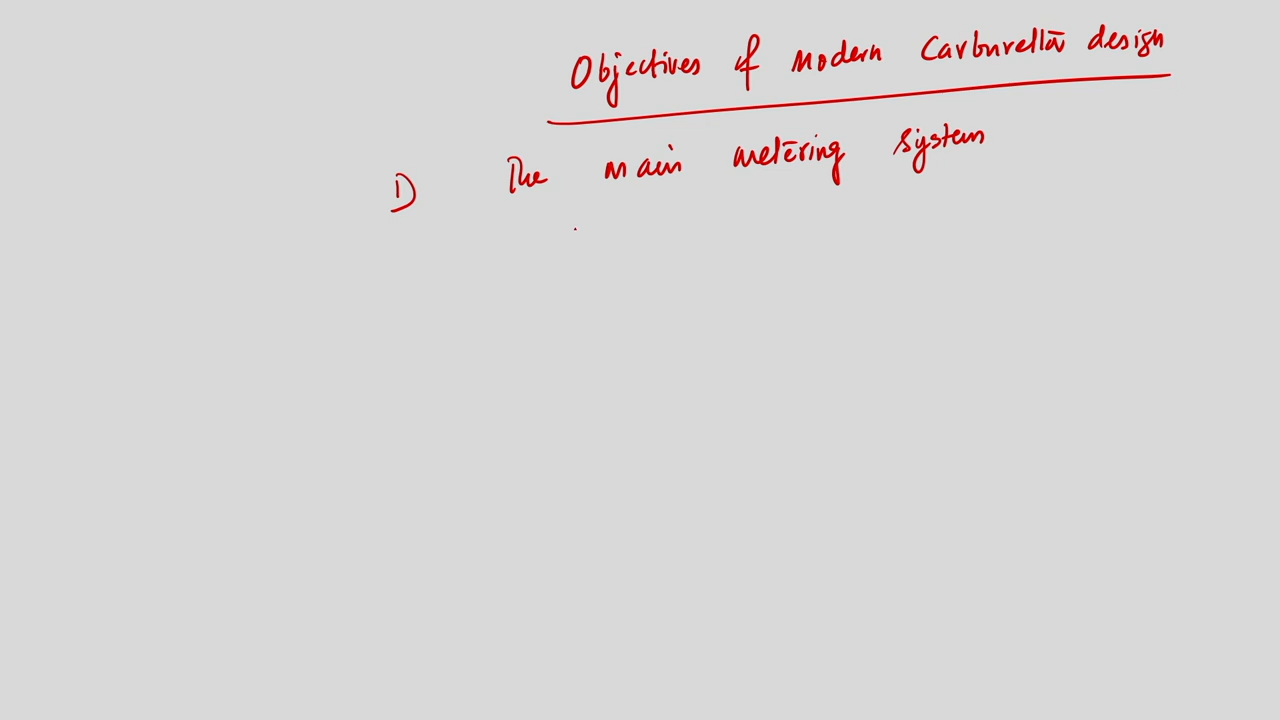 Objectives of modern Carburettor design
1) The main metering system